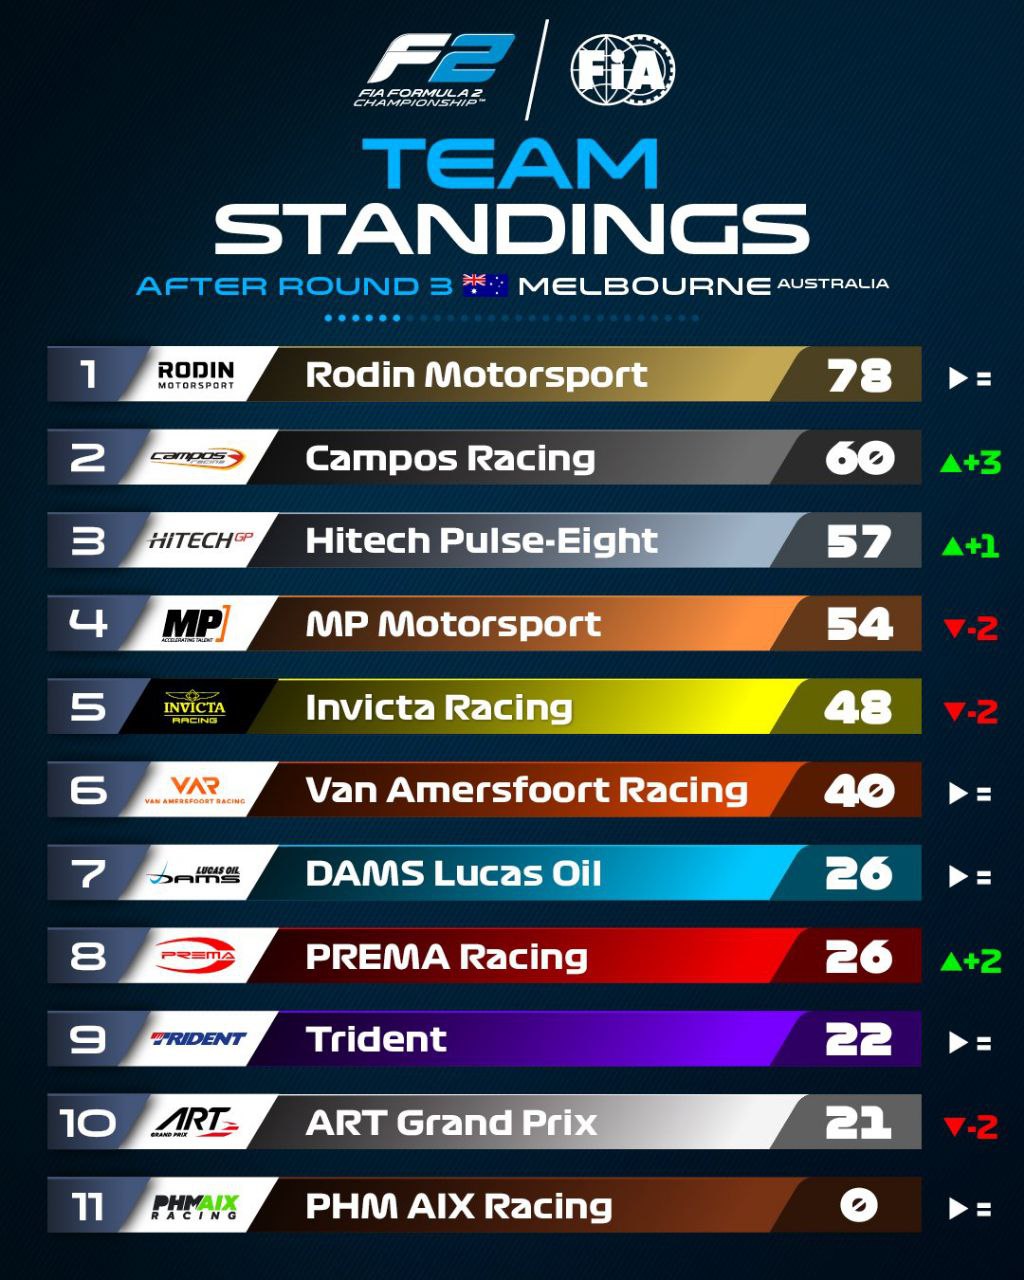 F2
FIA FORMULA 2
CHAMPIONSHIP™
FiA
TEAM
STANDINGS
AFTER ROUND 3 MELBOURNE AUSTRALIA
1 RODIN MOTORSPORT Rodin Motorsport 78 =
2 campos racing Campos Racing 60 +3
3 HITECH GP Hitech Pulse-Eight 57 +1
4 MP ACCELERATING TALENT MP Motorsport 54 -2
5 INVICTA RACING Invicta Racing 48 -2
6 VAR VAN AMERSFOORT RACING Van Amersfoort Racing 40 =
7 LUCAS OIL DAMS DAMS Lucas Oil 26 =
8 PREMA PREMA Racing 26 +2
9 TRIDENT Trident 22 =
10 ART GRAND PRIX ART Grand Prix 21 -2
11 PHMAIX RACING PHM AIX Racing 0 =